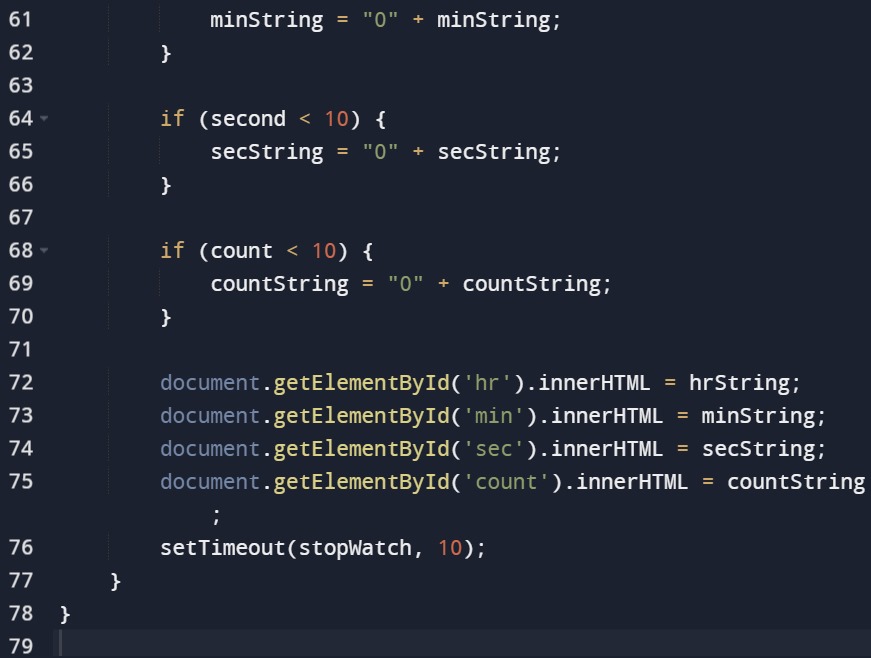 61 minString = "0" + minString;
62 }
63
64 if (second < 10) {
65 secString = "0" + secString;
66 }
67
68 if (count < 10) {
69 countString = "0" + countString;
70 }
71
72 document.getElementById('hr').innerHTML = hrString;
73 document.getElementById('min').innerHTML = minString;
74 document.getElementById('sec').innerHTML = secString;
75 document.getElementById('count').innerHTML = countString
;
76 setTimeout(stopWatch, 10);
77 }
78 }
79